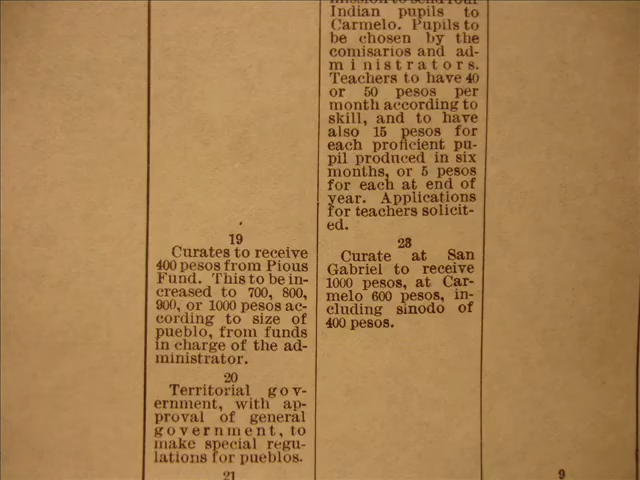 19
Curates to receive
400 pesos from Pious
Fund. This to be in-
creased to 700, 800,
900, or 1000 pesos ac-
cording to size of
pueblo, from funds
in charge of the ad-
ministrator.
20
Territorial gov-
ernment, with ap-
proval of general
government, to
make special regu-
lations for pueblos.
21
mission to send four
Indian pupils to
Carmelo. Pupils to
be chosen by the
comisarios and ad-
ministrators.
Teachers to have 40
or 50 pesos per
month according to
skill, and to have
also 15 pesos for
each proficient pu-
pil produced in six
months, or 5 pesos
for each at end of
year. Applications
for teachers solicit-
ed.
23
Curate at San
Gabriel to receive
1000 pesos, at Car-
melo 600 pesos, in-
cluding sinodo of
400 pesos.
9